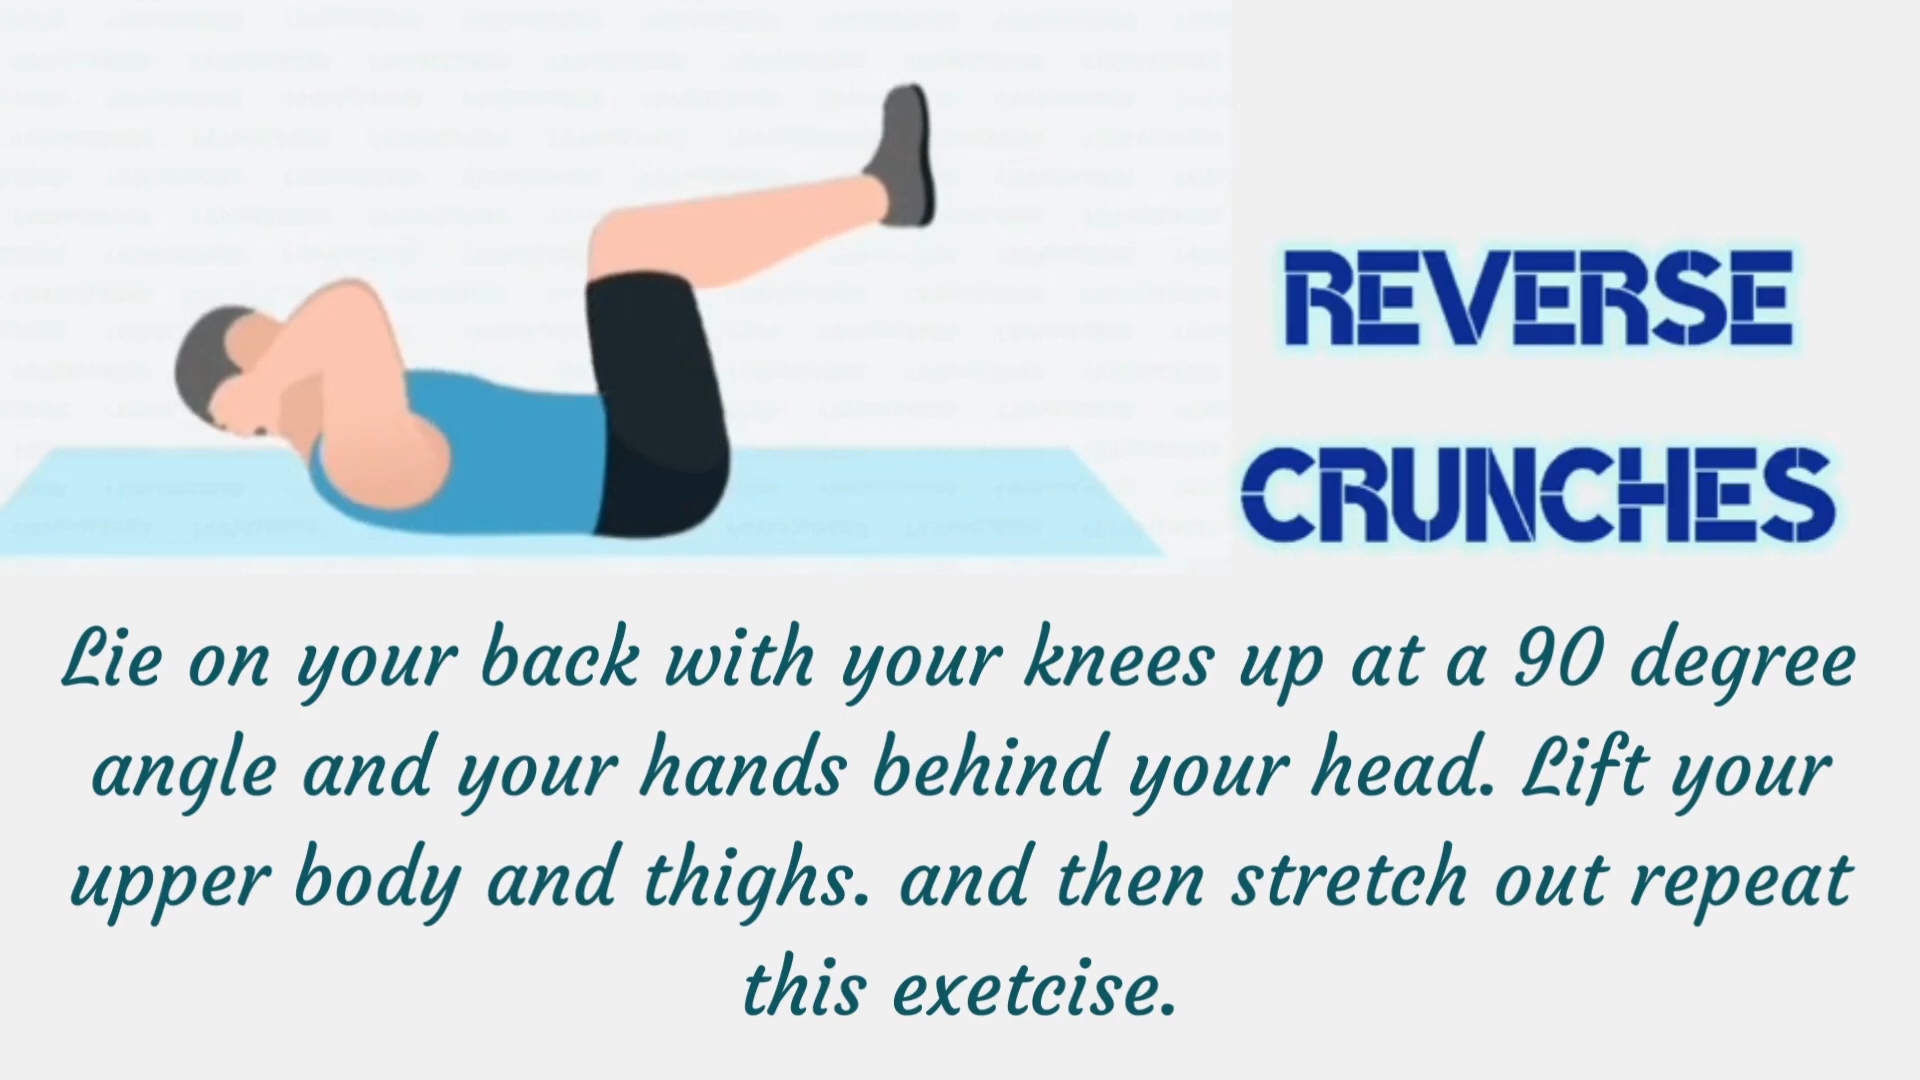 REVERSE
CRUNCHES
Lie on your back with your knees up at a 90 degree
angle and your hands behind your head. Lift your
upper body and thighs. and then stretch out repeat
this exetcise.